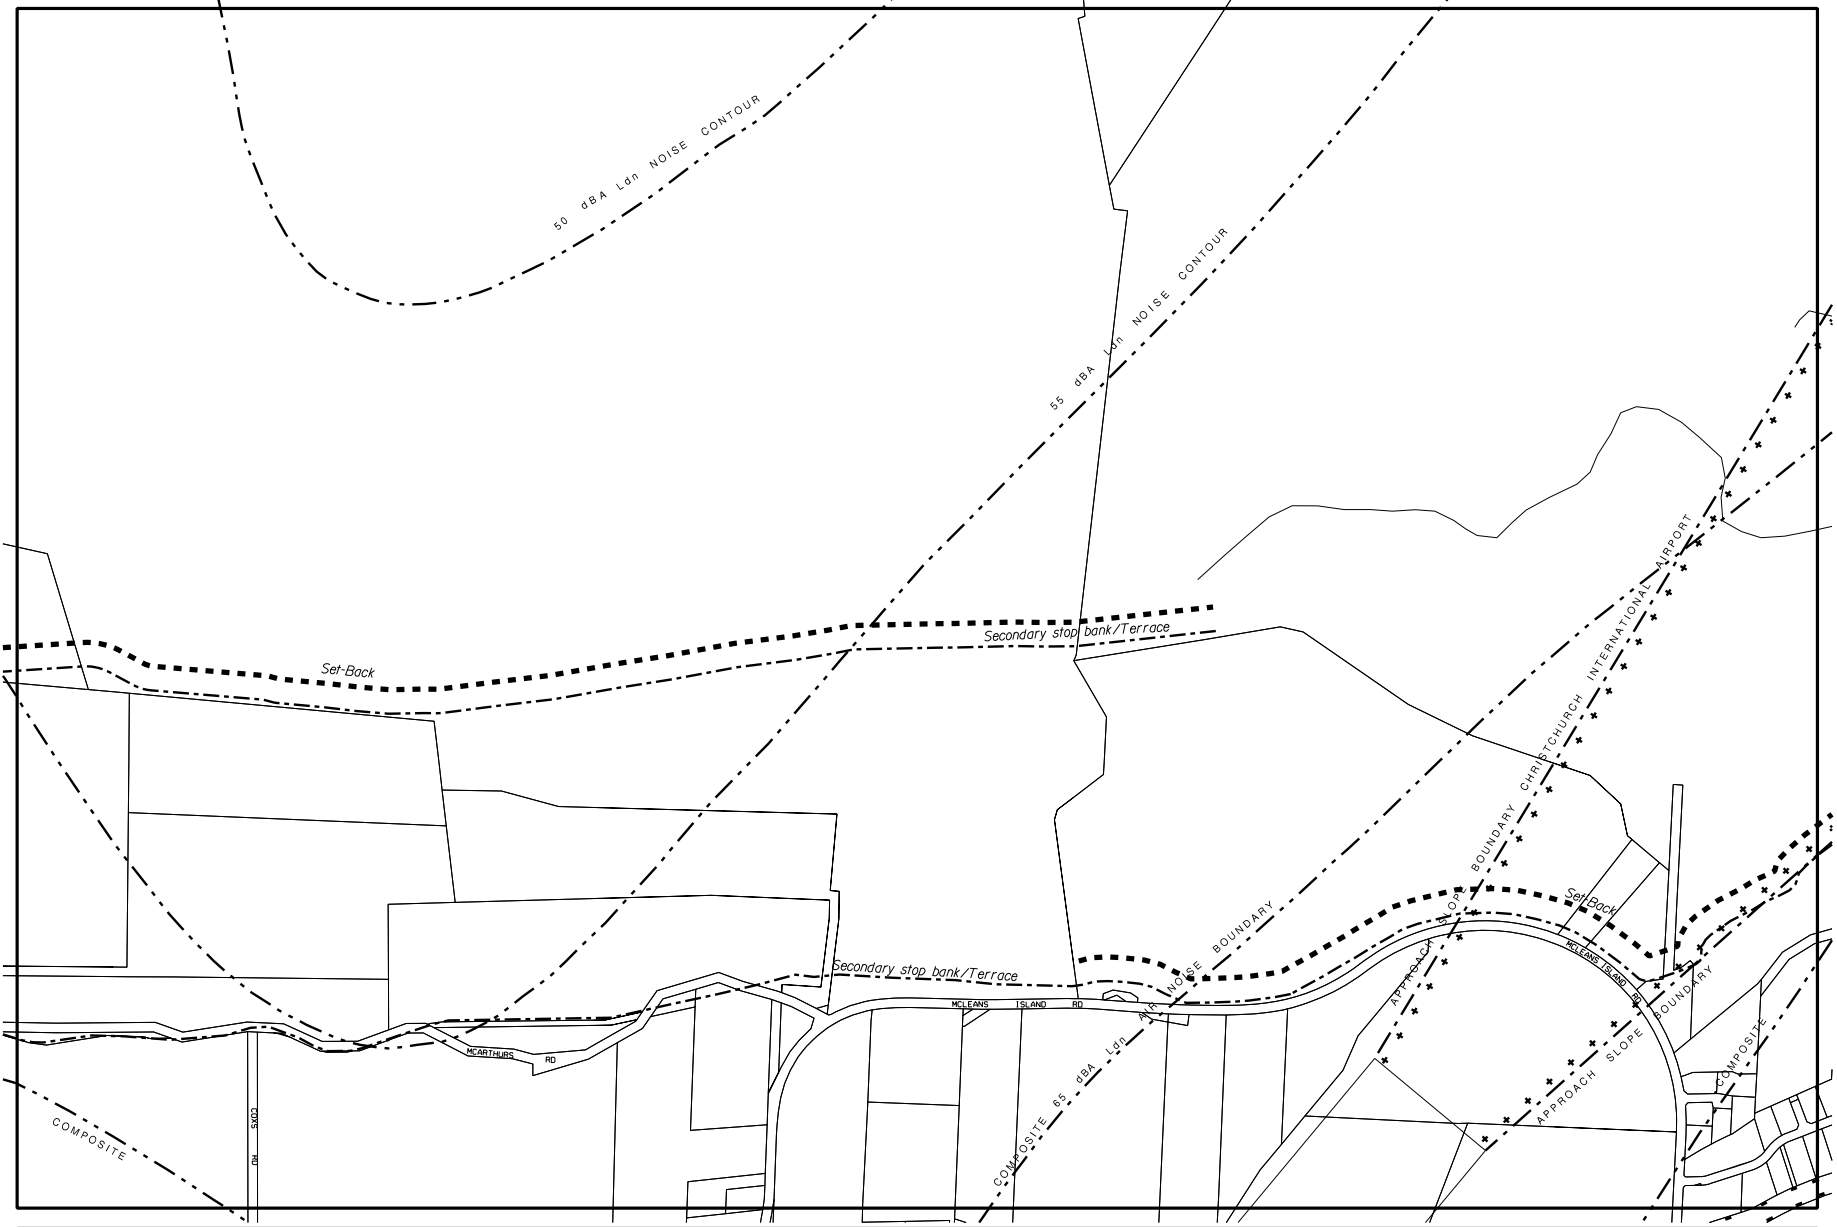 50 dBA Ldn NOISE CONTOUR
55 dBA Ldn NOISE CONTOUR
Set-Back
Secondary stop bank/Terrace
APPROACH SLOPE BOUNDARY CHRISTCHURCH INTERNATIONAL AIRPORT
Set-Back
Secondary stop bank/Terrace
MCLEANS ISLAND RD
MCLEANS ISLAND RD
COMPOSITE 65 dBA Ldn AIR NOISE BOUNDARY
MCARTHURS RD
APPROACH SLOPE BOUNDARY
COMPOSITE
COMPOSITE
COXS RD